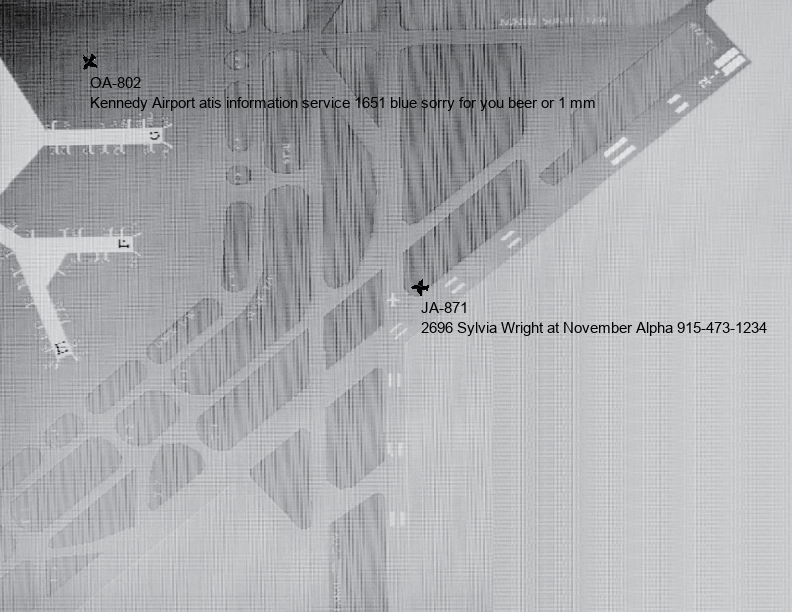 OA-802
Kennedy Airport atis information service 1651 blue sorry for you beer or 1 mm
JA-871
2696 Sylvia Wright at November Alpha 915-473-1234